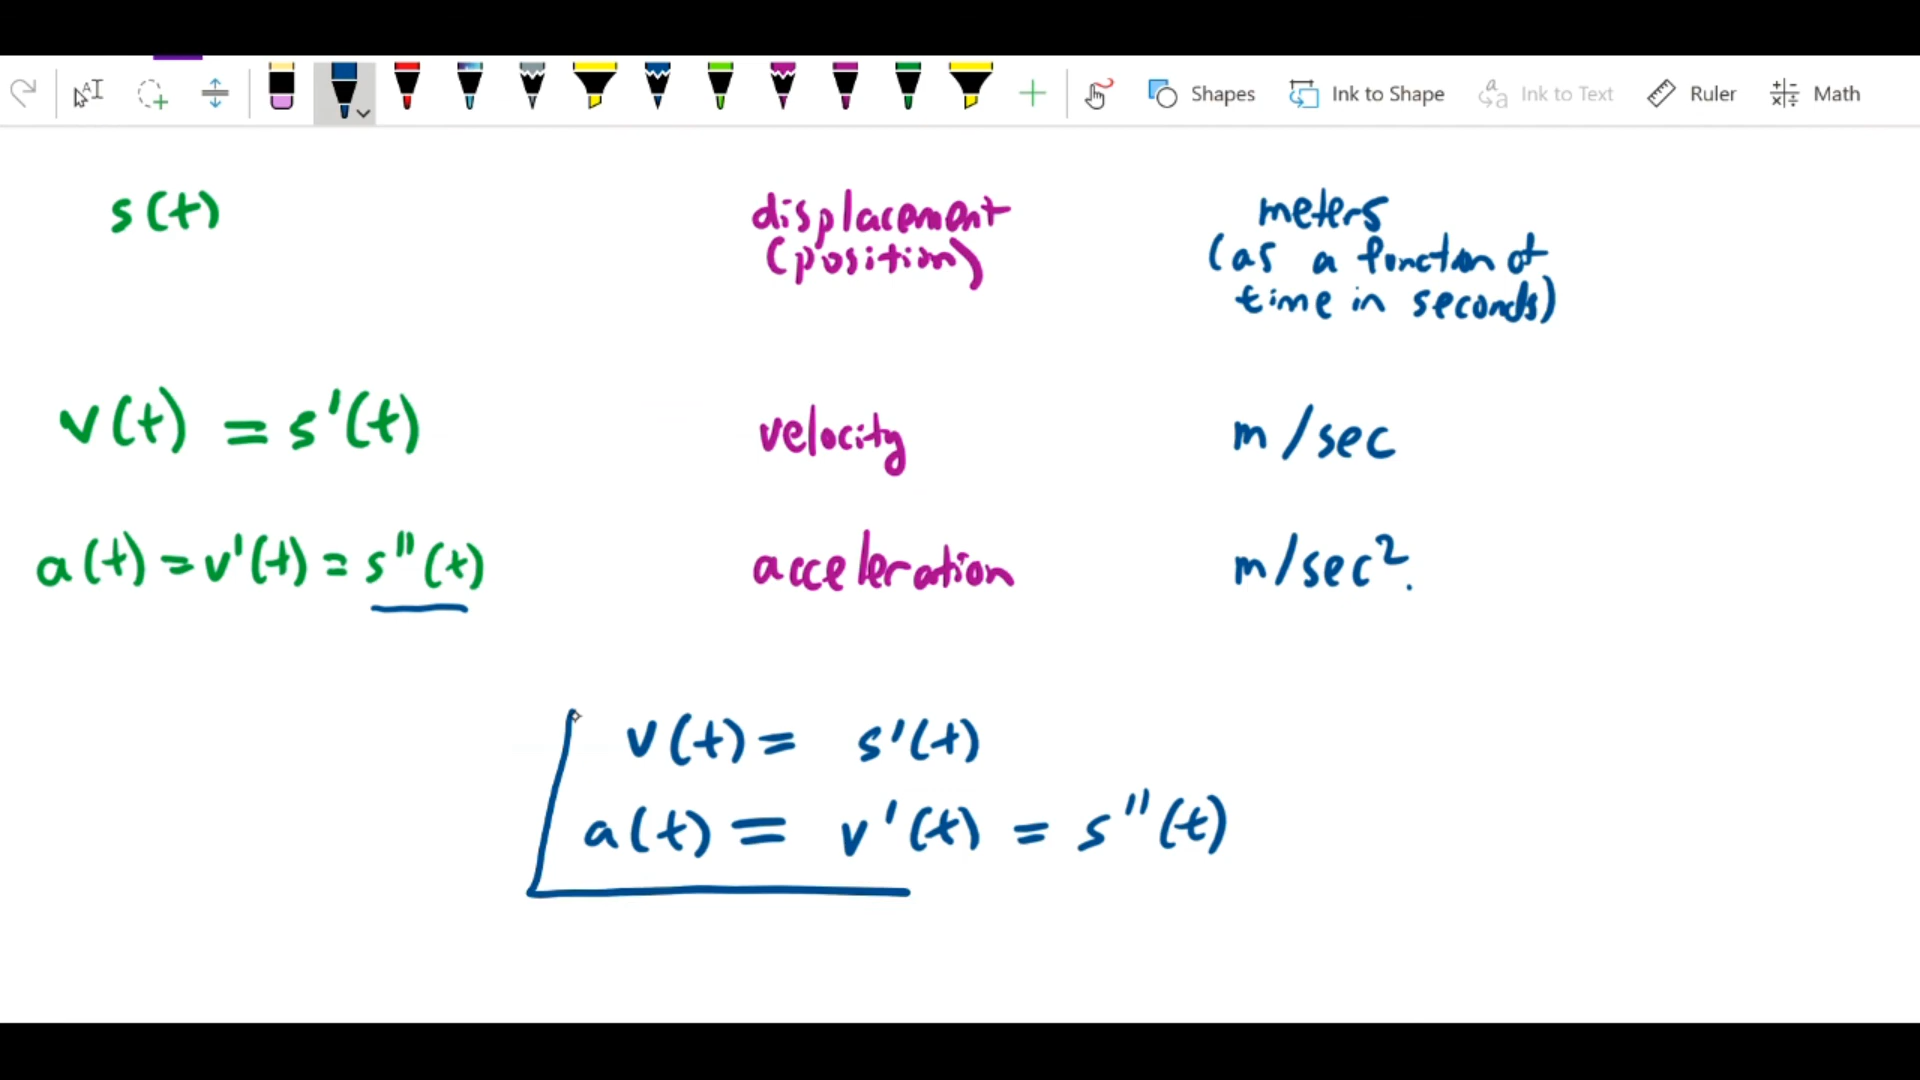 Shapes Ink to Shape Ink to Text Ruler Math
s(t) displacement meters
(position) (as a function of
time in seconds)
v(t) = s'(t) velocity m/sec
a(t) = v'(t) = s''(t) acceleration m/sec².
v(t) = s'(t)
a(t) = v'(t) = s''(t)